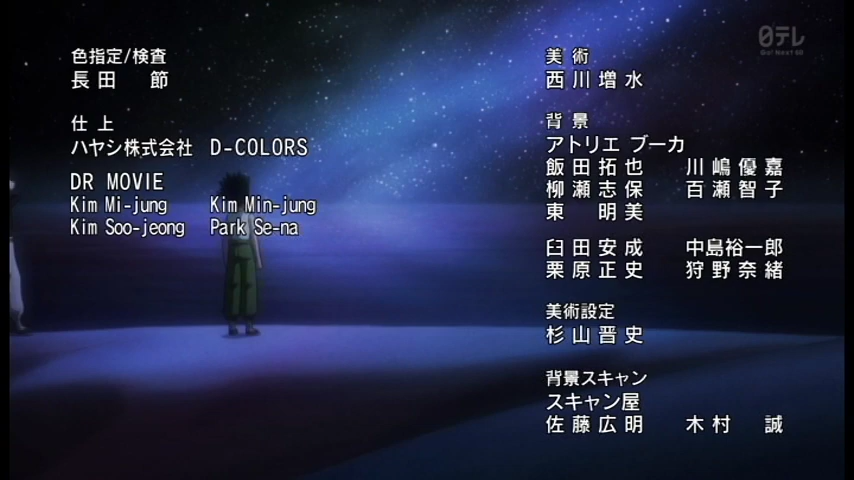 色指定/検査
長田 節
仕上
ハヤシ株式会社 D-COLORS
DR MOVIE
Kim Mi-jung Kim Min-jung
Kim Soo-jeong Park Se-na
日テレ
Go! Next 60
美術
西川増水
背景
アトリエ ブーカ
飯田拓也 川嶋優嘉
柳瀬志保 百瀬智子
東 明美
臼田安成 中島裕一郎
栗原正史 狩野奈緒
美術設定
杉山晋史
背景スキャン
スキャン屋
佐藤広明 木村 誠